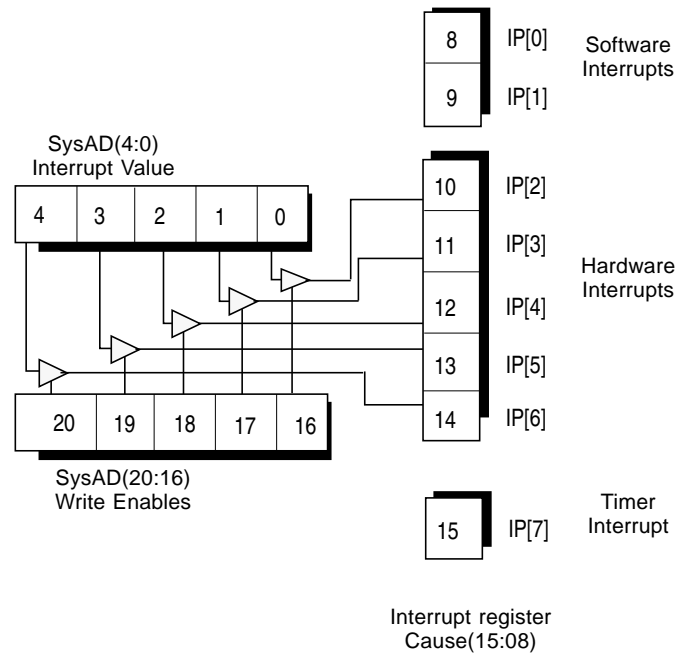 8 IP[0] Software
Interrupts
9 IP[1]
SysAD(4:0)
Interrupt Value
4 3 2 1 0
10 IP[2]
11 IP[3]
Hardware
Interrupts
12 IP[4]
13 IP[5]
14 IP[6]
20 19 18 17 16
SysAD(20:16)
Write Enables
15 IP[7]
Timer
Interrupt
Interrupt register
Cause(15:08)